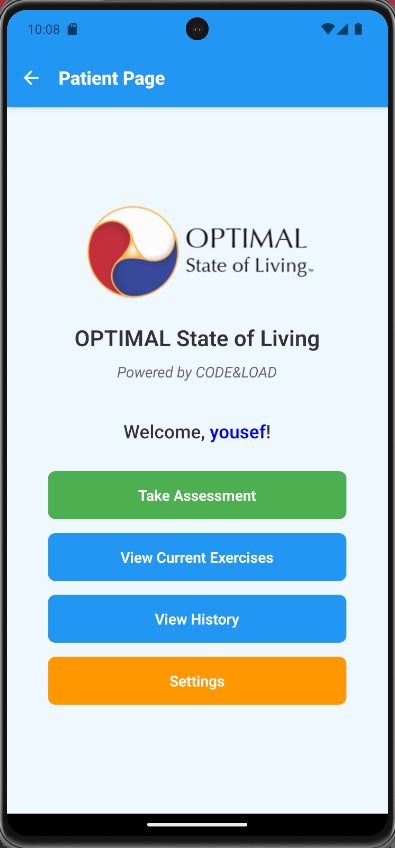 10:08
Patient Page
OPTIMAL
State of Living™
OPTIMAL State of Living
Powered by CODE&LOAD
Welcome, yousef!
Take Assessment
View Current Exercises
View History
Settings